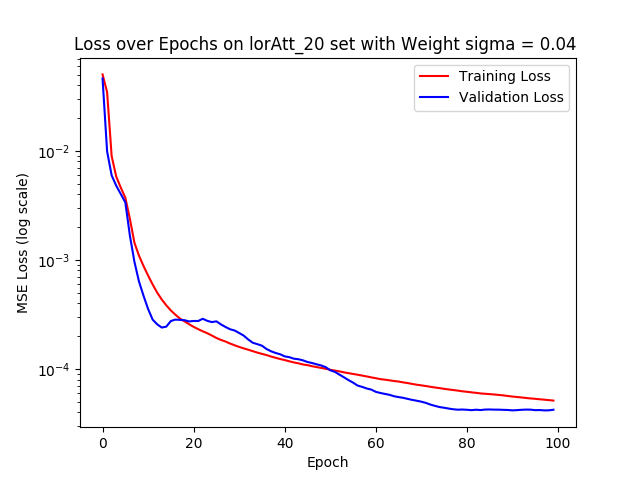 Loss over Epochs on lorAtt_20 set with Weight sigma = 0.04
Training Loss
Validation Loss
MSE Loss (log scale)
10⁻²
10⁻³
10⁻⁴
0 20 40 60 80 100
Epoch